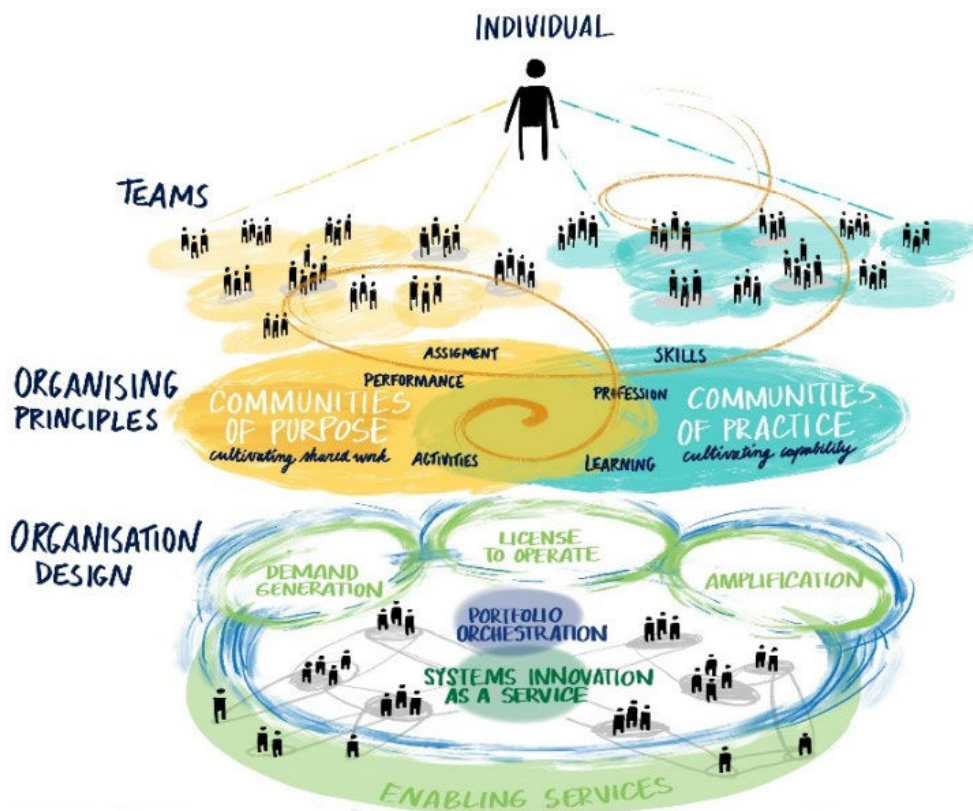 INDIVIDUAL
TEAMS
ORGANISING
PRINCIPLES
ASSIGMENT
PERFORMANCE
COMMUNITIES
OF PURPOSE
cultivating shared work
ACTIVITIES
SKILLS
PROFESSION
COMMUNITIES
OF PRACTICE
cultivating capability
LEARNING
ORGANISATION
DESIGN
DEMAND
GENERATION
LICENSE
TO OPERATE
AMPLIFICATION
PORTFOLIO
ORCHESTRATION
SYSTEMS INNOVATION
AS A SERVICE
ENABLING SERVICES